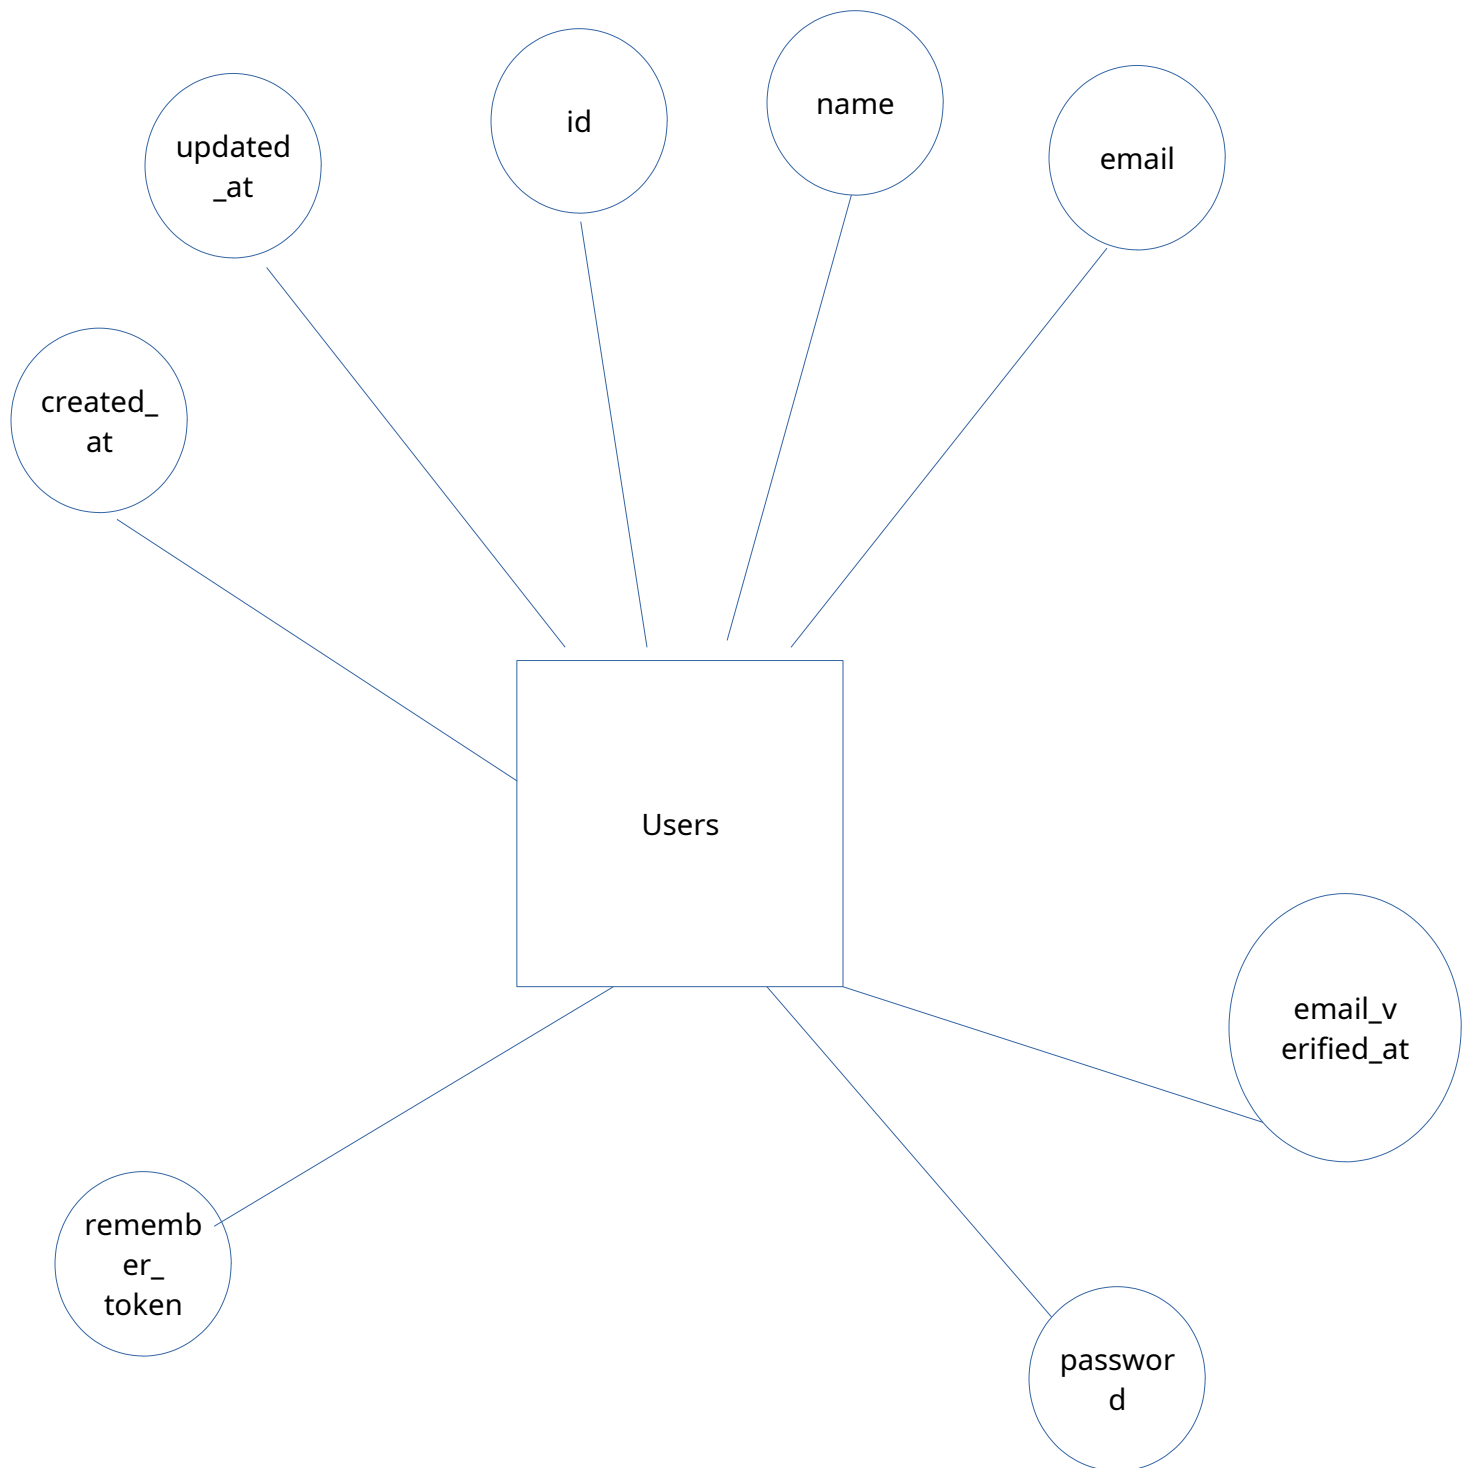 name
id
email
updated
_at
created_
at
Users
email_v
erified_at
rememb
er_
token
passwor
d